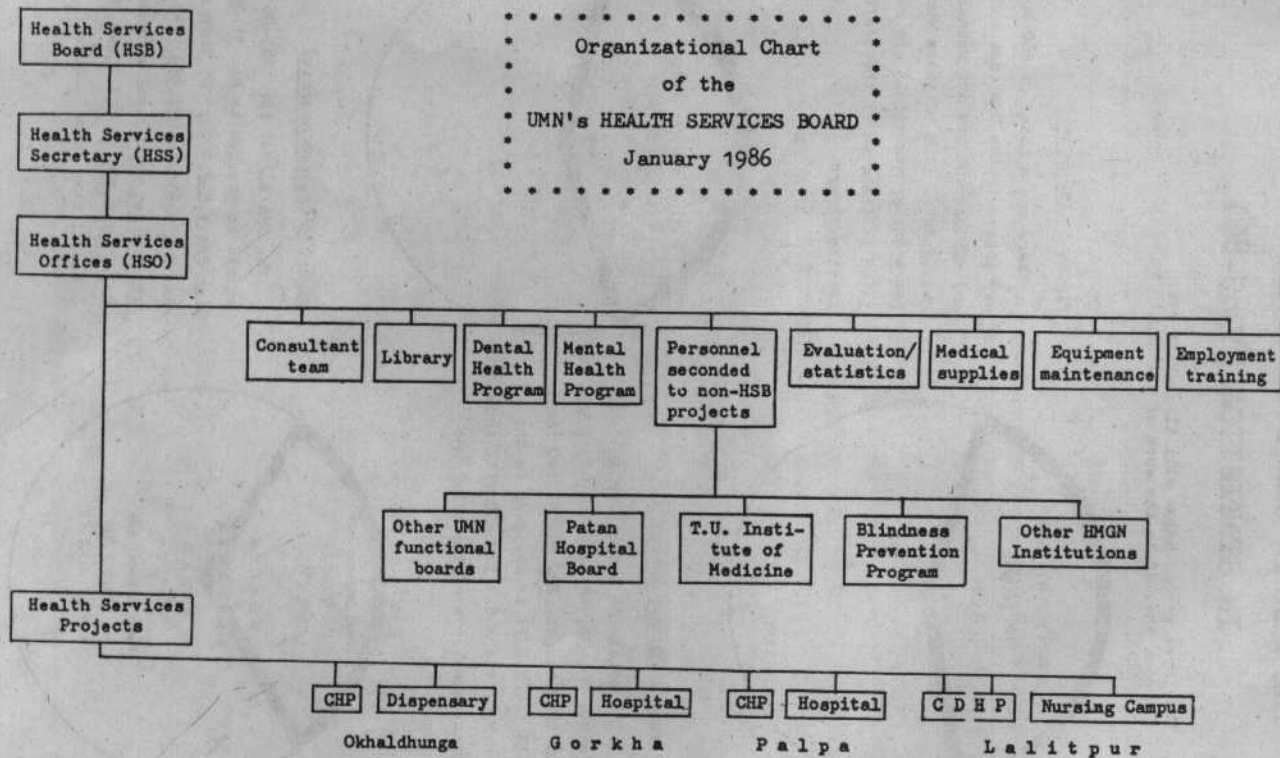 Health Services
Board (HSB)
Organizational Chart
of the
UMN's HEALTH SERVICES BOARD
January 1986
Health Services
Secretary (HSS)
Health Services
Offices (HSO)
Consultant
team
Library
Dental
Health
Program
Mental
Health
Program
Personnel
seconded
to non-HSB
projects
Evaluation/
statistics
Medical
supplies
Equipment
maintenance
Employment
training
Other UMN
functional
boards
Patan
Hospital
Board
T.U. Insti-
tute of
Medicine
Blindness
Prevention
Program
Other HMGN
Institutions
Health Services
Projects
CHP
Dispensary
CHP
Hospital
CHP
Hospital
C D H P
Nursing Campus
Okhaldhunga
G o r k h a
P a l p a
L a l i t p u r